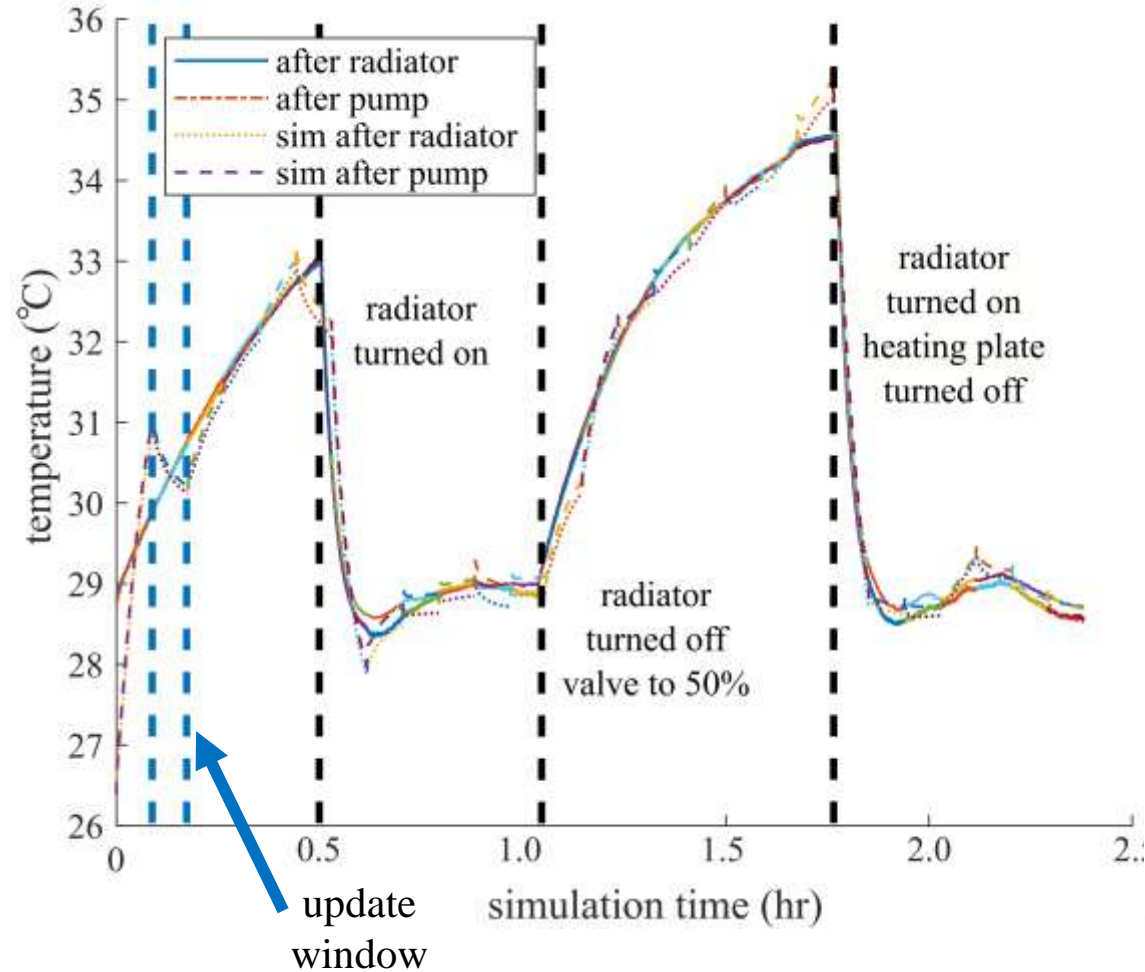 36
35
34
33
32
31
30
29
28
27
26
temperature (℃)
after radiator
after pump
sim after radiator
sim after pump
radiator
turned on
radiator
turned off
valve to 50%
radiator
turned on
heating plate
turned off
0
0.5
1.0
1.5
2.0
2.5
simulation time (hr)
update
window